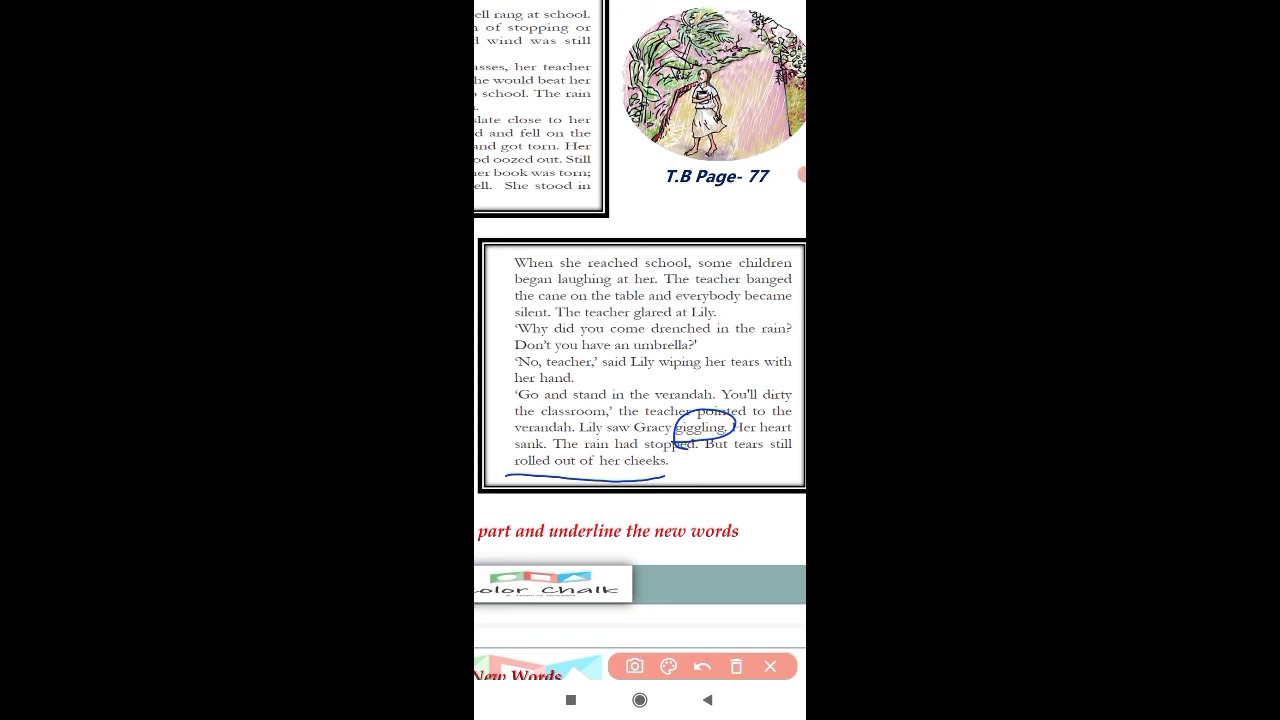 ell rang at school.
of stopping or
d wind was still
asses, her teacher
he would beat her
school. The rain
slate close to her
d and fell on the
and got torn. Her
od oozed out. Still
her book was torn;
ell. She stood in
T.B Page- 77
When she reached school, some children
began laughing at her. The teacher banged
the cane on the table and everybody became
silent. The teacher glared at Lily.
‘Why did you come drenched in the rain?
Don't you have an umbrella?'
‘No, teacher,’ said Lily wiping her tears with
her hand.
‘Go and stand in the verandah. You'll dirty
the classroom,’ the teacher pointed to the
verandah. Lily saw Gracy giggling. Her heart
sank. The rain had stopped. But tears still
rolled out of her cheeks.
part and underline the new words
olor Chalk
New Words